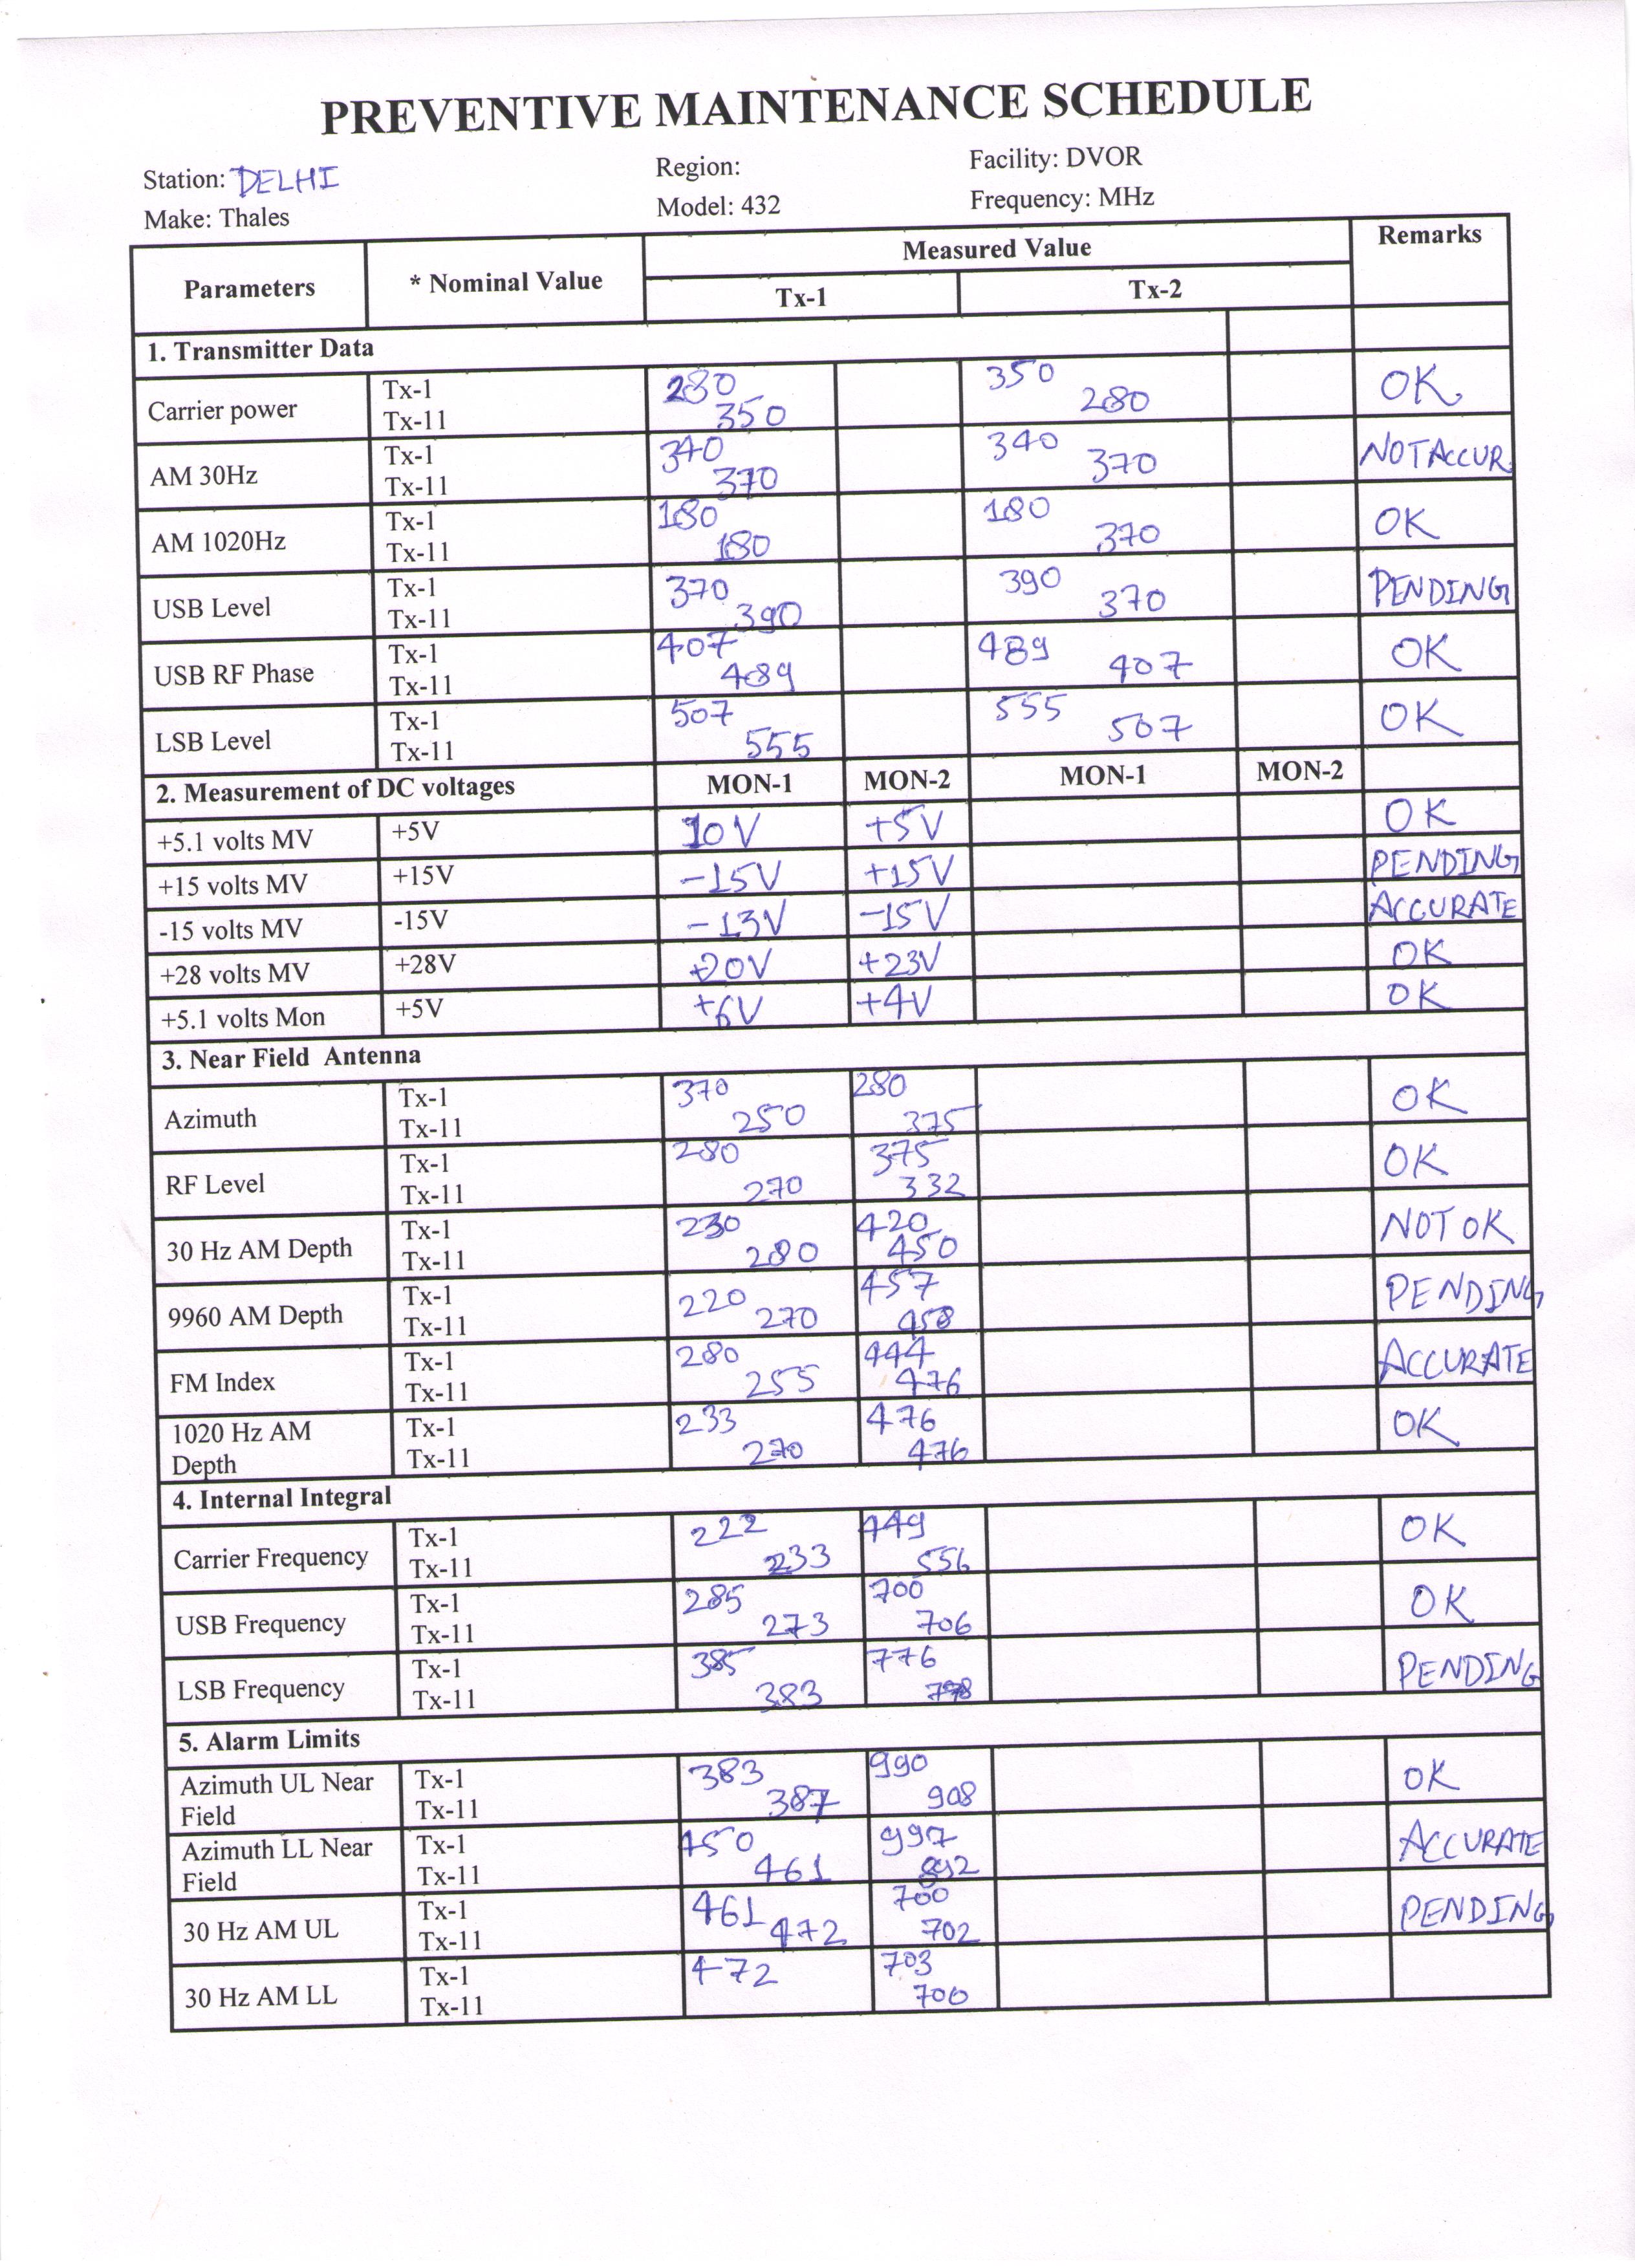 PREVENTIVE MAINTENANCE SCHEDULE
Station: DELHI Region: Facility: DVOR
Make: Thales Model: 432 Frequency: MHz
Parameters * Nominal Value Measured Value Remarks
Tx-1 Tx-2
1. Transmitter Data
Carrier power Tx-1 280 350 OK
Tx-11 350 280
AM 30Hz Tx-1 340 340 NOT ACCUR
Tx-11 370 370
AM 1020Hz Tx-1 180 180 OK
Tx-11 180 370
USB Level Tx-1 370 390 PENDING
Tx-11 390 370
USB RF Phase Tx-1 407 489 OK
Tx-11 489 407
LSB Level Tx-1 507 555 OK
Tx-11 555 507
2. Measurement of DC voltages MON-1 MON-2 MON-1 MON-2
+5.1 volts MV +5V 10V +5V OK
+15 volts MV +15V -15V +15V PENDING
-15 volts MV -15V -13V -15V ACCURATE
+28 volts MV +28V +20V +23V OK
+5.1 volts Mon +5V +6V +4V OK
3. Near Field Antenna
Azimuth Tx-1 370 280 OK
Tx-11 250 375
RF Level Tx-1 280 375 OK
Tx-11 270 332
30 Hz AM Depth Tx-1 230 420 NOT OK
Tx-11 280 450
9960 AM Depth Tx-1 220 457 PENDING
Tx-11 270 458
FM Index Tx-1 280 444 ACCURATE
Tx-11 255 476
1020 Hz AM Tx-1 233 476 OK
Depth Tx-11 270 476
4. Internal Integral
Carrier Frequency Tx-1 222 449 OK
Tx-11 233 556
USB Frequency Tx-1 285 700 OK
Tx-11 273 706
LSB Frequency Tx-1 385 776 PENDING
Tx-11 383
5. Alarm Limits
Azimuth UL Near Tx-1 383 990 OK
Field Tx-11 387 908
Azimuth LL Near Tx-1 450 997 ACCURATE
Field Tx-11 461 892
30 Hz AM UL Tx-1 461 700 PENDING
Tx-11 472 702
30 Hz AM LL Tx-1 472 703
Tx-11 706